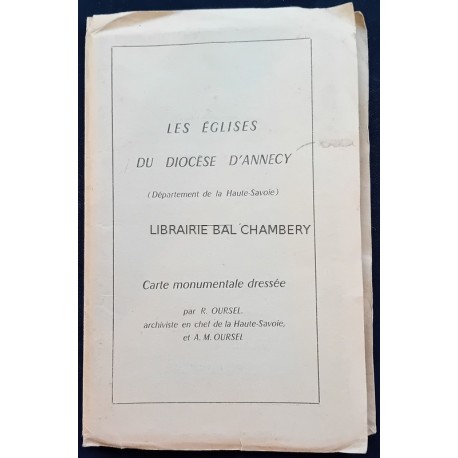 LES ÉGLISES
DU DIOCÈSE D'ANNECY
(Département de la Haute-Savoie)
LIBRAIRIE BAL CHAMBERY
Carte monumentale dressée
par R. OURSEL,
archiviste en chef de la Haute-Savoie,
et A. M. OURSEL